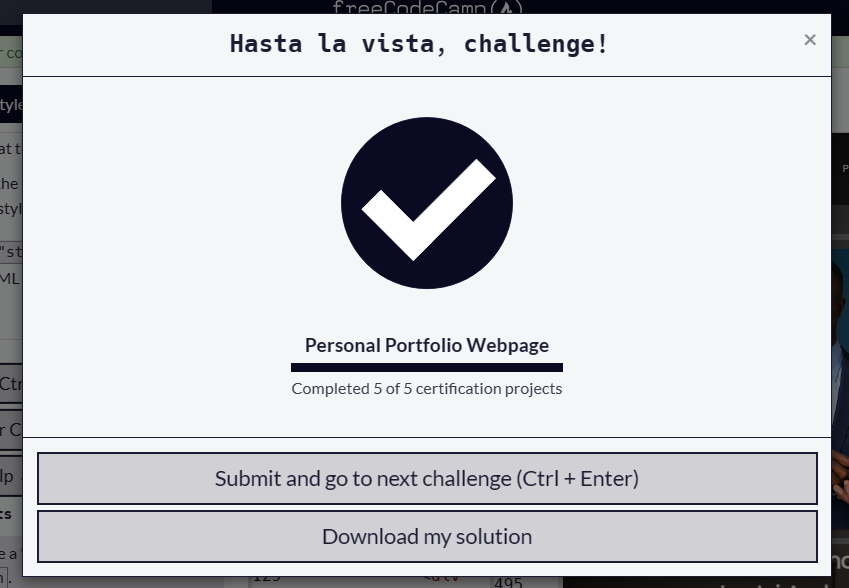 freeCodeCamp
Hasta la vista, challenge!
×
Personal Portfolio Webpage
Completed 5 of 5 certification projects
Submit and go to next challenge (Ctrl + Enter)
Download my solution
495